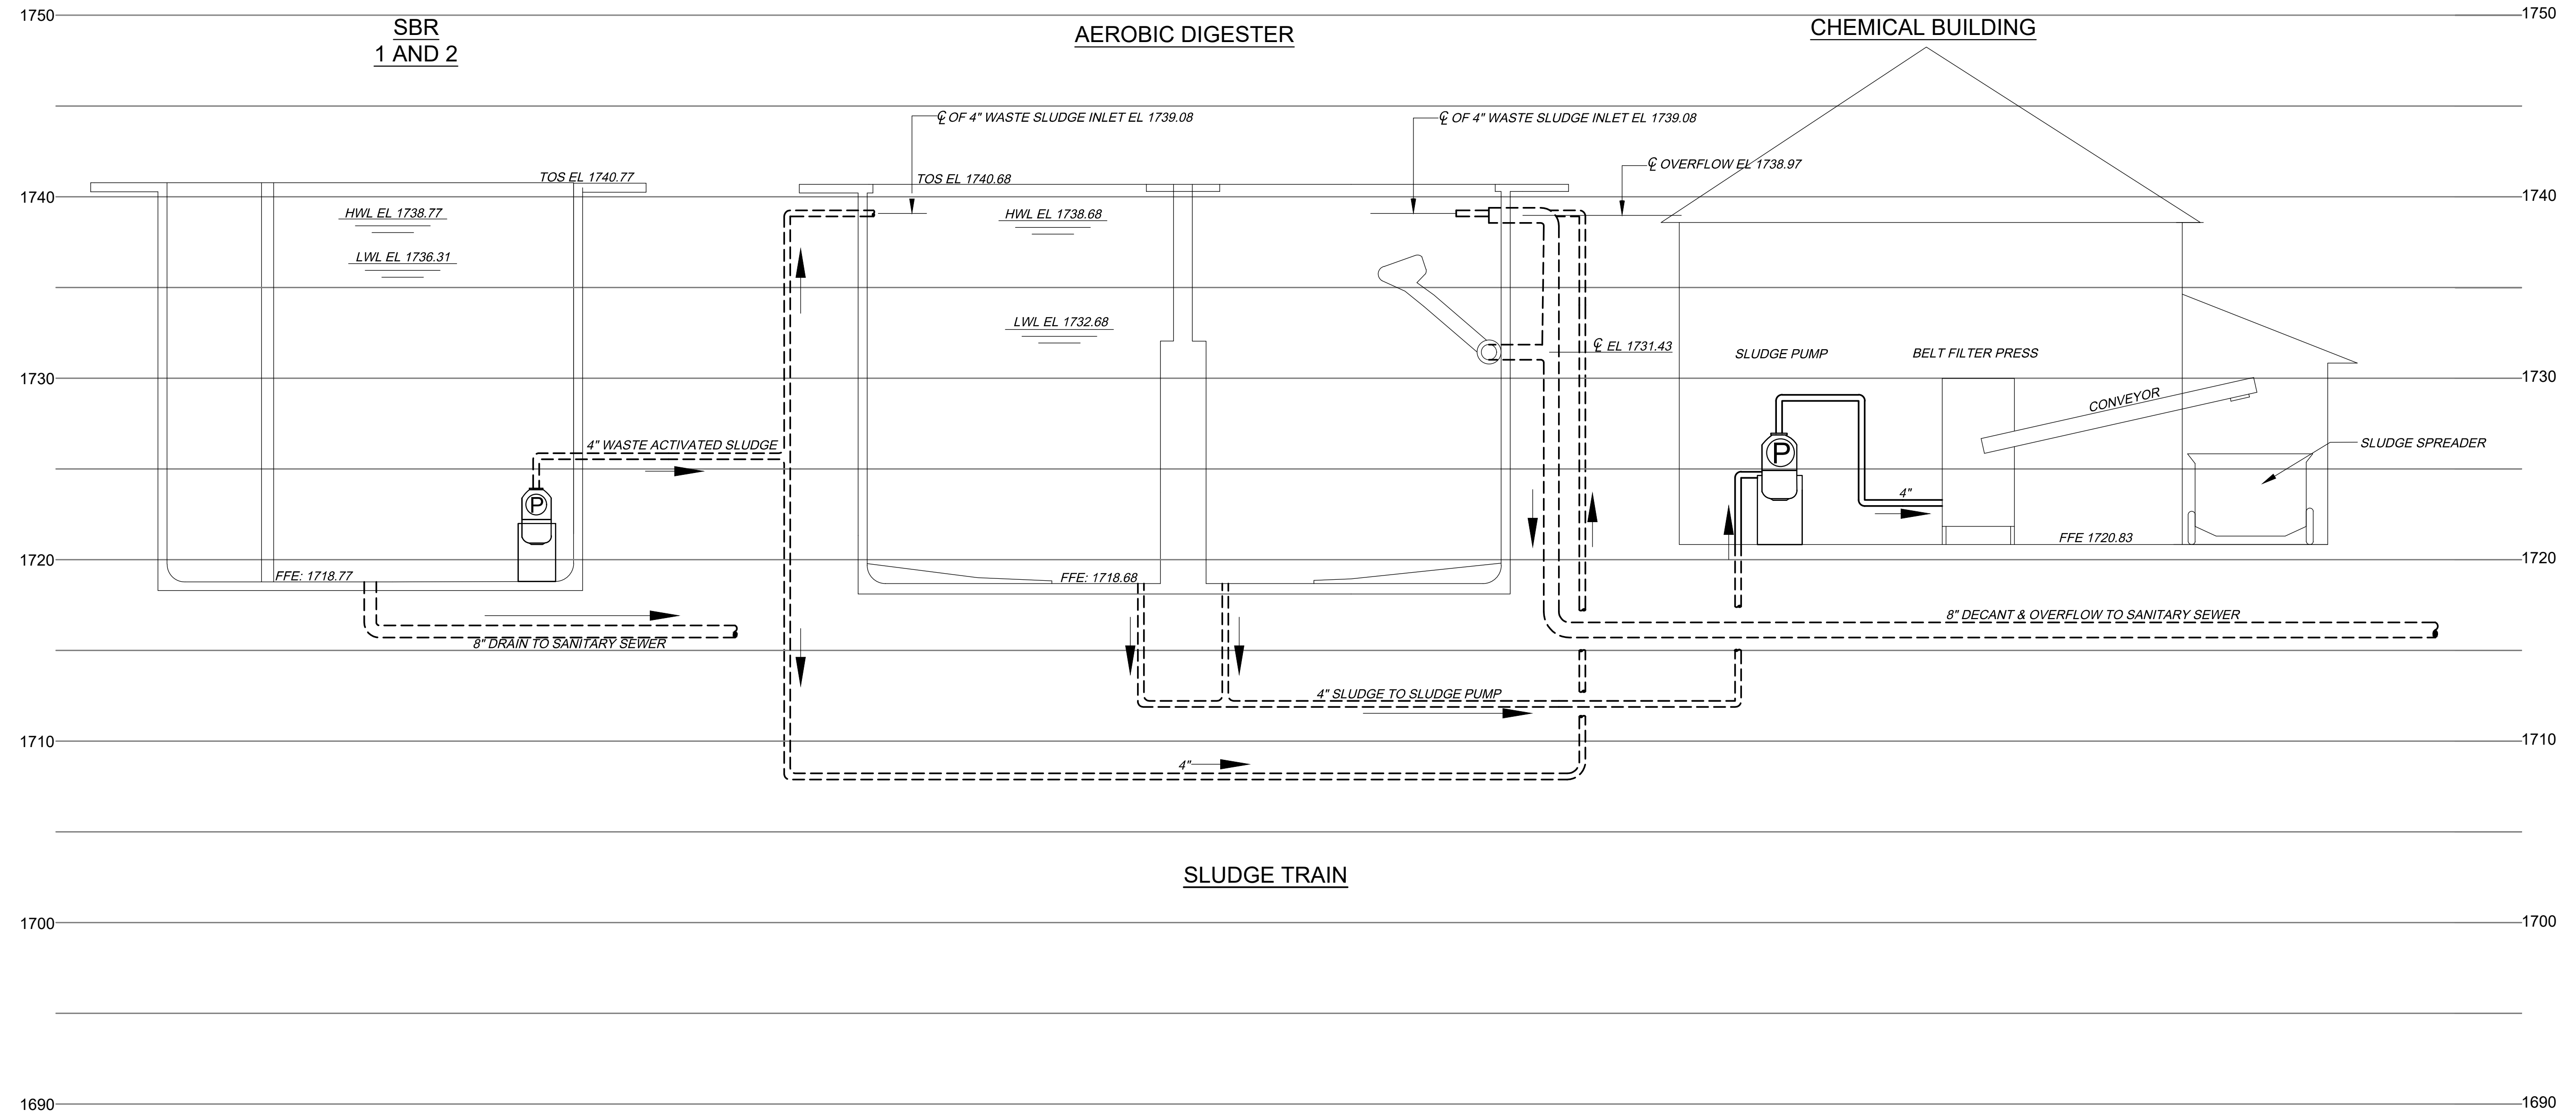 1750
SBR
1 AND 2
AEROBIC DIGESTER
CHEMICAL BUILDING
1750
℄ OF 4" WASTE SLUDGE INLET EL 1739.08
℄ OF 4" WASTE SLUDGE INLET EL 1739.08
℄ OVERFLOW EL 1738.97
TOS EL 1740.77
TOS EL 1740.68
1740
1740
HWL EL 1738.77
HWL EL 1738.68
LWL EL 1736.31
LWL EL 1732.68
℄ EL 1731.43
SLUDGE PUMP
BELT FILTER PRESS
1730
1730
CONVEYOR
4" WASTE ACTIVATED SLUDGE
SLUDGE SPREADER
P
P
4"
FFE 1720.83
1720
1720
FFE: 1718.77
FFE: 1718.68
8" DRAIN TO SANITARY SEWER
8" DECANT & OVERFLOW TO SANITARY SEWER
4" SLUDGE TO SLUDGE PUMP
1710
1710
4"
SLUDGE TRAIN
1700
1700
1690
1690